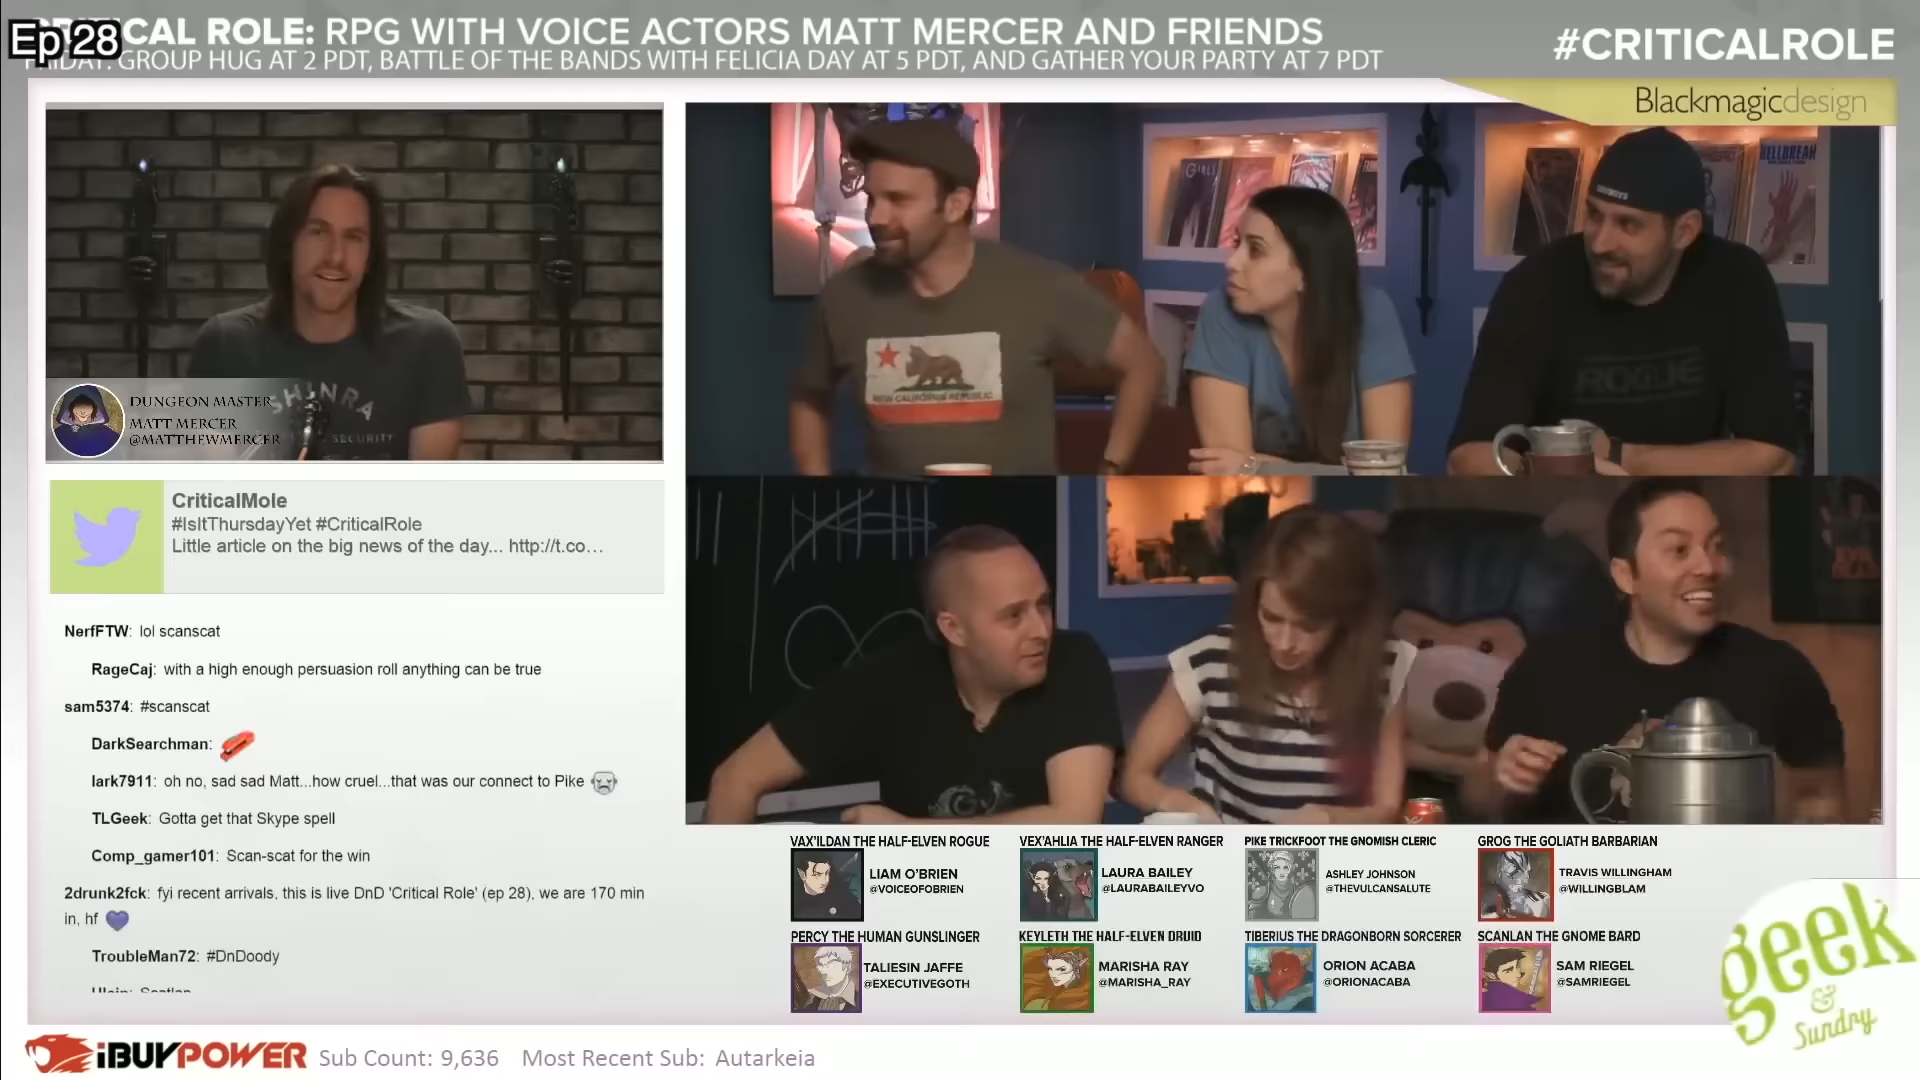 Ep 28
CAL ROLE: RPG WITH VOICE ACTORS MATT MERCER AND FRIENDS
FRIDAY: GROUP HUG AT 2 PDT, BATTLE OF THE BANDS WITH FELICIA DAY AT 5 PDT, AND GATHER YOUR PARTY AT 7 PDT
#CRITICALROLE
Blackmagicdesign
GIRLS
HELLBREAK
NEW CALIFORNIA REPUBLIC
ROGUE
SHINRA
SECURITY
DUNGEON MASTER
MATT MERCER
@MATTHEWMERCER
CriticalMole
#IsItThursdayYet #CriticalRole
Little article on the big news of the day... http://t.co…
NerfFTW: lol scanscat
RageCaj: with a high enough persuasion roll anything can be true
sam5374: #scanscat
DarkSearchman:
lark7911: oh no, sad sad Matt...how cruel...that was our connect to Pike
TLGeek: Gotta get that Skype spell
Comp_gamer101: Scan-scat for the win
2drunk2fck: fyi recent arrivals, this is live DnD 'Critical Role' (ep 28), we are 170 min
in, hf
TroubleMan72: #DnDoody
VAX'ILDAN THE HALF-ELVEN ROGUE
LIAM O'BRIEN
@VOICEOFOBRIEN
VEX'AHLIA THE HALF-ELVEN RANGER
LAURA BAILEY
@LAURABAILEYVO
PIKE TRICKFOOT THE GNOMISH CLERIC
ASHLEY JOHNSON
@THEVULCANSALUTE
GROG THE GOLIATH BARBARIAN
TRAVIS WILLINGHAM
@WILLINGBLAM
PERCY THE HUMAN GUNSLINGER
TALIESIN JAFFE
@EXECUTIVEGOTH
KEYLETH THE HALF-ELVEN DRUID
MARISHA RAY
@MARISHA_RAY
TIBERIUS THE DRAGONBORN SORCERER
ORION ACABA
@ORIONACABA
SCANLAN THE GNOME BARD
SAM RIEGEL
@SAMRIEGEL
geek
&
Sundry
iBUYPOWER
Sub Count: 9,636 Most Recent Sub: Autarkeia